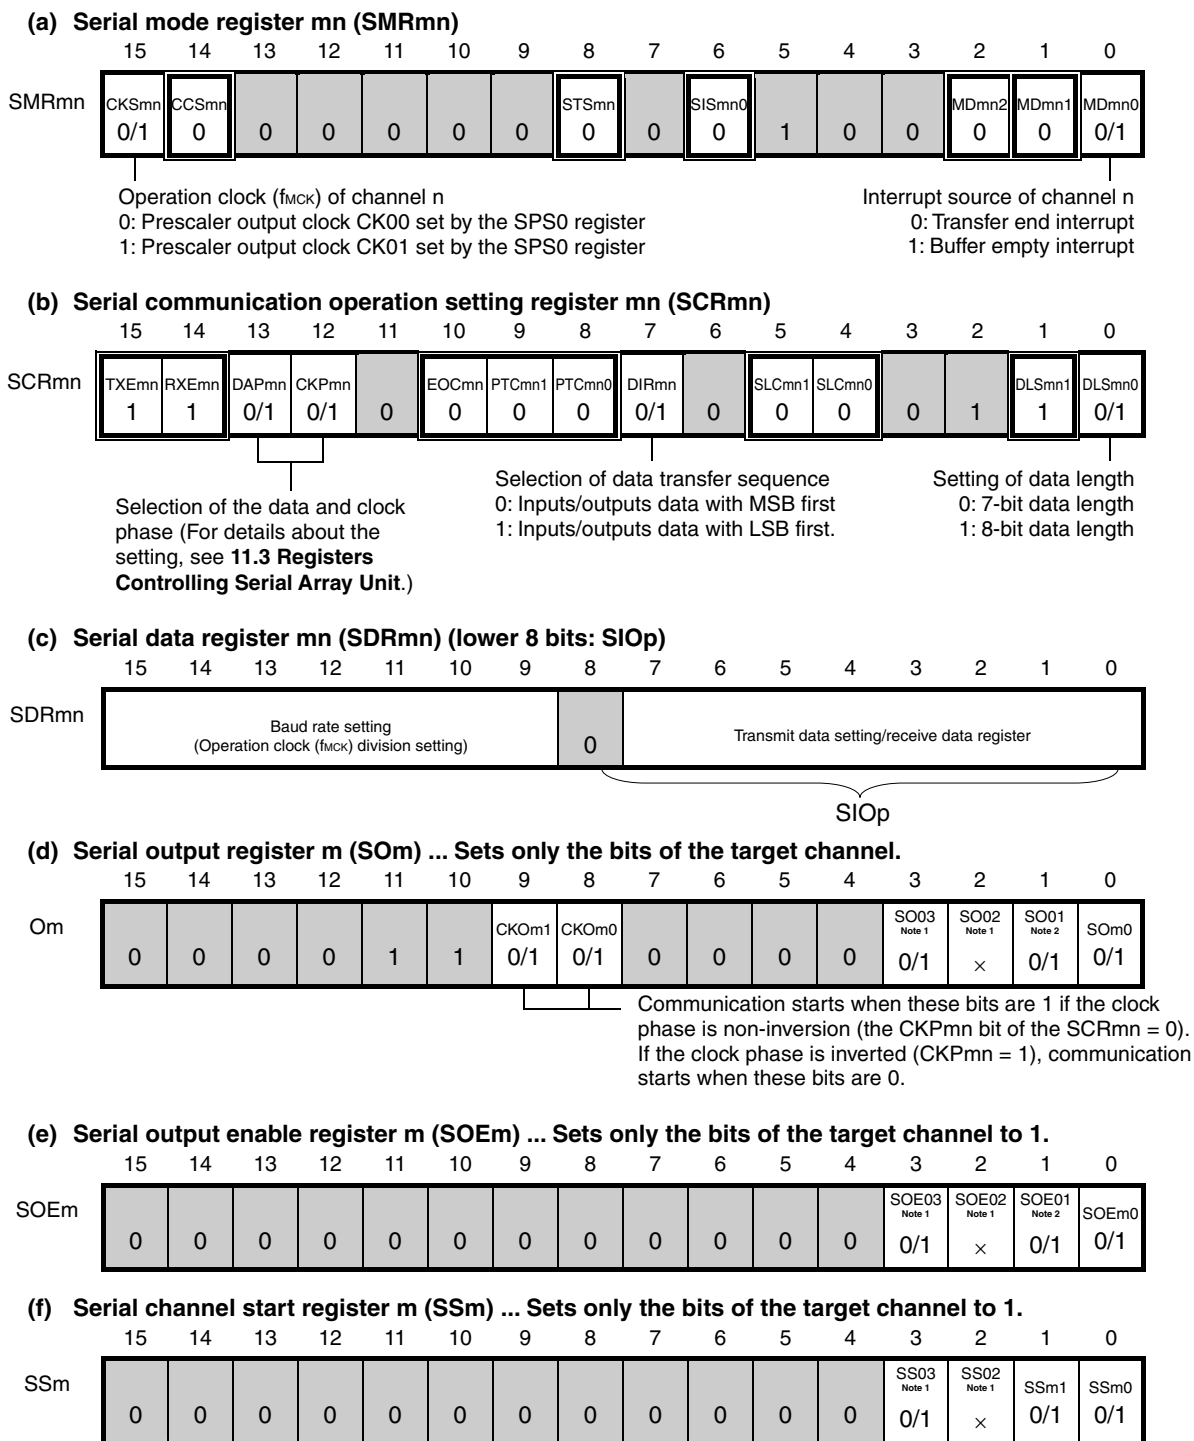 (a) Serial mode register mn (SMRmn)
15 14 13 12 11 10 9 8 7 6 5 4 3 2 1 0
SMRmn CKSmn CCSmn STSmn SISmn0 MDmn2 MDmn1 MDmn0
0/1 0 0 0 0 0 0 0 0 0 1 0 0 0 0 0/1
Operation clock (fMCK) of channel n
0: Prescaler output clock CK00 set by the SPS0 register
1: Prescaler output clock CK01 set by the SPS0 register
Interrupt source of channel n
0: Transfer end interrupt
1: Buffer empty interrupt
(b) Serial communication operation setting register mn (SCRmn)
15 14 13 12 11 10 9 8 7 6 5 4 3 2 1 0
SCRmn TXEmn RXEmn DAPmn CKPmn EOCmn PTCmn1 PTCmn0 DIRmn SLCmn1 SLCmn0 DLSmn1 DLSmn0
1 1 0/1 0/1 0 0 0 0 0/1 0 0 0 0 1 1 0/1
Selection of the data and clock
phase (For details about the
setting, see 11.3 Registers
Controlling Serial Array Unit.)
Selection of data transfer sequence
0: Inputs/outputs data with MSB first
1: Inputs/outputs data with LSB first.
Setting of data length
0: 7-bit data length
1: 8-bit data length
(c) Serial data register mn (SDRmn) (lower 8 bits: SIOp)
15 14 13 12 11 10 9 8 7 6 5 4 3 2 1 0
SDRmn
Baud rate setting
(Operation clock (fMCK) division setting)
0
Transmit data setting/receive data register
SIOp
(d) Serial output register m (SOm) ... Sets only the bits of the target channel.
15 14 13 12 11 10 9 8 7 6 5 4 3 2 1 0
Om CKOm1 CKOm0 SO03 SO02 SO01 SOm0
Note 1 Note 1 Note 2
0 0 0 0 1 1 0/1 0/1 0 0 0 0 0/1 × 0/1 0/1
Communication starts when these bits are 1 if the clock
phase is non-inversion (the CKPmn bit of the SCRmn = 0).
If the clock phase is inverted (CKPmn = 1), communication
starts when these bits are 0.
(e) Serial output enable register m (SOEm) ... Sets only the bits of the target channel to 1.
15 14 13 12 11 10 9 8 7 6 5 4 3 2 1 0
SOEm SOE03 SOE02 SOE01 SOEm0
Note 1 Note 1 Note 2
0 0 0 0 0 0 0 0 0 0 0 0 0/1 × 0/1 0/1
(f) Serial channel start register m (SSm) ... Sets only the bits of the target channel to 1.
15 14 13 12 11 10 9 8 7 6 5 4 3 2 1 0
SSm SS03 SS02 SSm1 SSm0
Note 1 Note 1
0 0 0 0 0 0 0 0 0 0 0 0 0/1 × 0/1 0/1